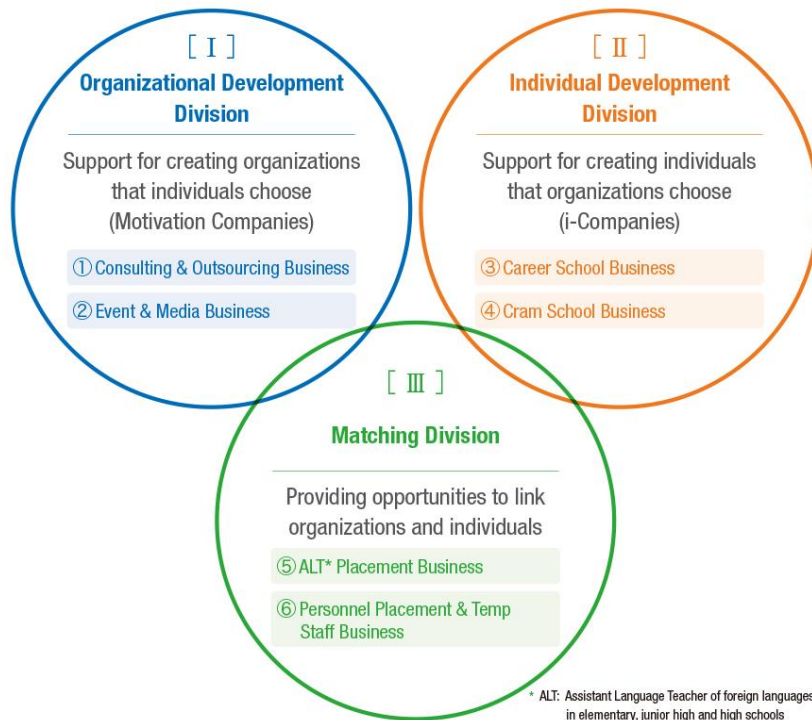 [ Ⅰ ]
Organizational Development
Division
Support for creating organizations
that individuals choose
(Motivation Companies)
① Consulting & Outsourcing Business
② Event & Media Business
[ Ⅱ ]
Individual Development
Division
Support for creating individuals
that organizations choose
(i-Companies)
③ Career School Business
④ Cram School Business
[ Ⅲ ]
Matching Division
Providing opportunities to link
organizations and individuals
⑤ ALT* Placement Business
⑥ Personnel Placement & Temp
Staff Business
* ALT: Assistant Language Teacher of foreign languages
in elementary, junior high and high schools